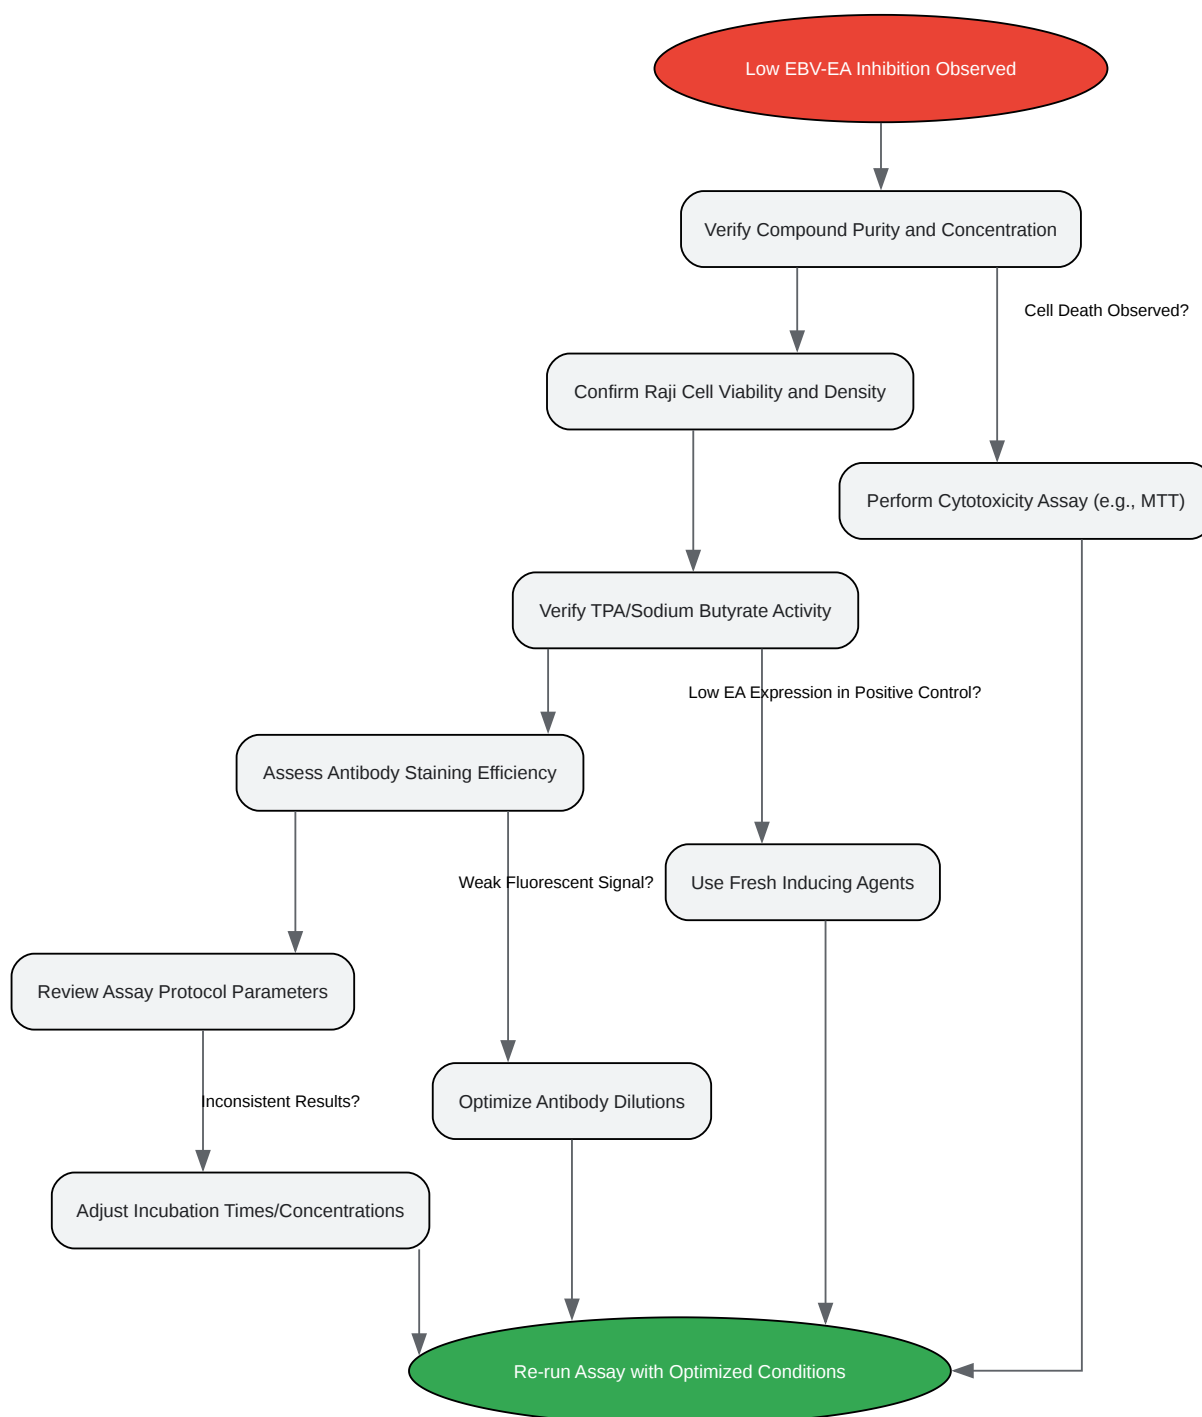 Low EBV-EA Inhibition Observed
Verify Compound Purity and Concentration
Cell Death Observed?
Confirm Raji Cell Viability and Density
Perform Cytotoxicity Assay (e.g., MTT)
Verify TPA/Sodium Butyrate Activity
Low EA Expression in Positive Control?
Assess Antibody Staining Efficiency
Weak Fluorescent Signal?
Use Fresh Inducing Agents
Review Assay Protocol Parameters
Inconsistent Results?
Optimize Antibody Dilutions
Adjust Incubation Times/Concentrations
Re-run Assay with Optimized Conditions